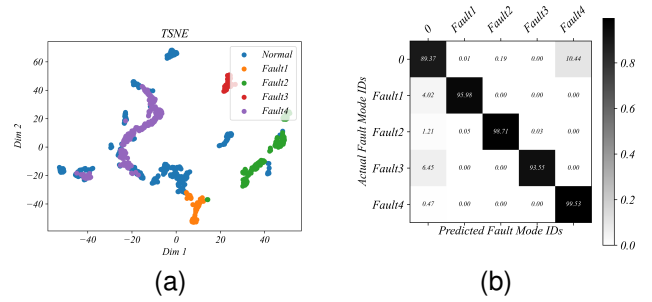 TSNE
Dim 2
60
40
20
0
−20
−40
−40
−20
0
20
40
Dim 1
Normal
Fault1
Fault2
Fault3
Fault4
(a)
0
Fault1
Fault2
Fault3
Fault4
Actual Fault Mode IDs
0
89.37
0.01
0.19
0.00
10.44
Fault1
4.02
95.98
0.00
0.00
0.00
Fault2
1.21
0.05
98.71
0.03
0.00
Fault3
6.45
0.00
0.00
93.55
0.00
Fault4
0.47
0.00
0.00
0.00
99.53
Predicted Fault Mode IDs
0.8
0.6
0.4
0.2
0.0
(b)